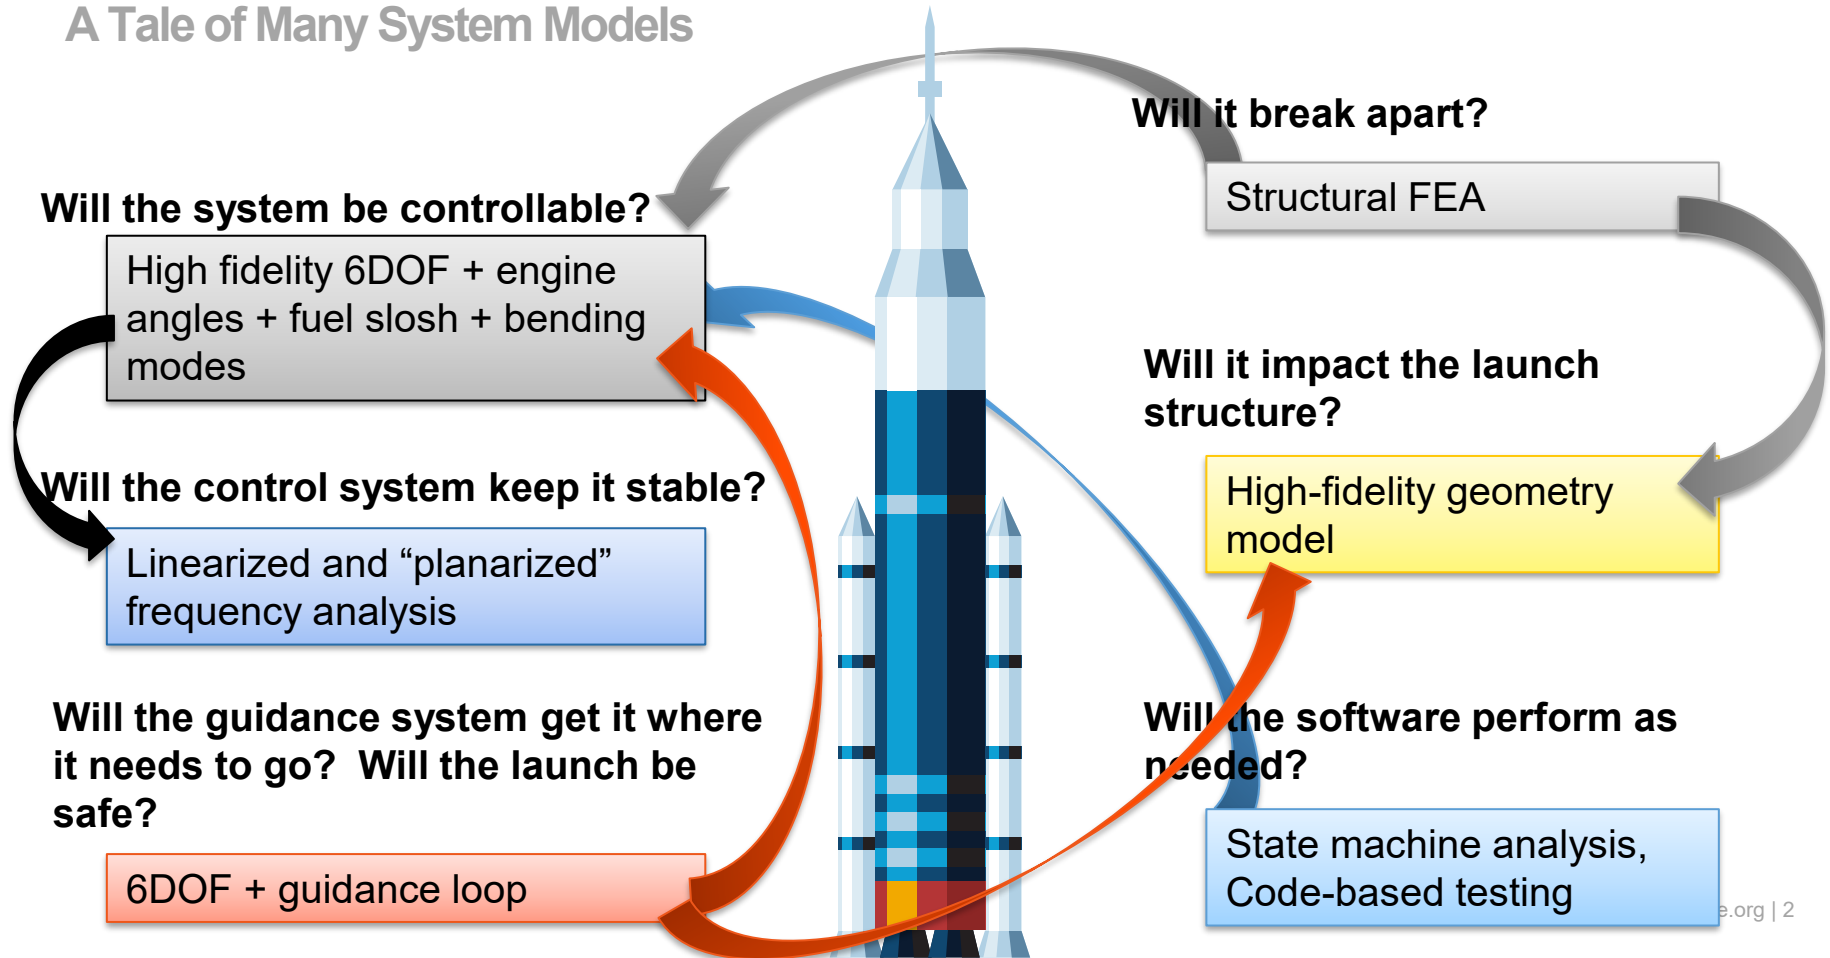 A Tale of Many System Models
Will it break apart?
Structural FEA
Will the system be controllable?
High fidelity 6DOF + engine
angles + fuel slosh + bending
modes
Will it impact the launch
structure?
High-fidelity geometry
model
Will the control system keep it stable?
Linearized and “planarized”
frequency analysis
Will the guidance system get it where
it needs to go?  Will the launch be
safe?
6DOF + guidance loop
Will the software perform as
needed?
State machine analysis,
Code-based testing
e.org | 2